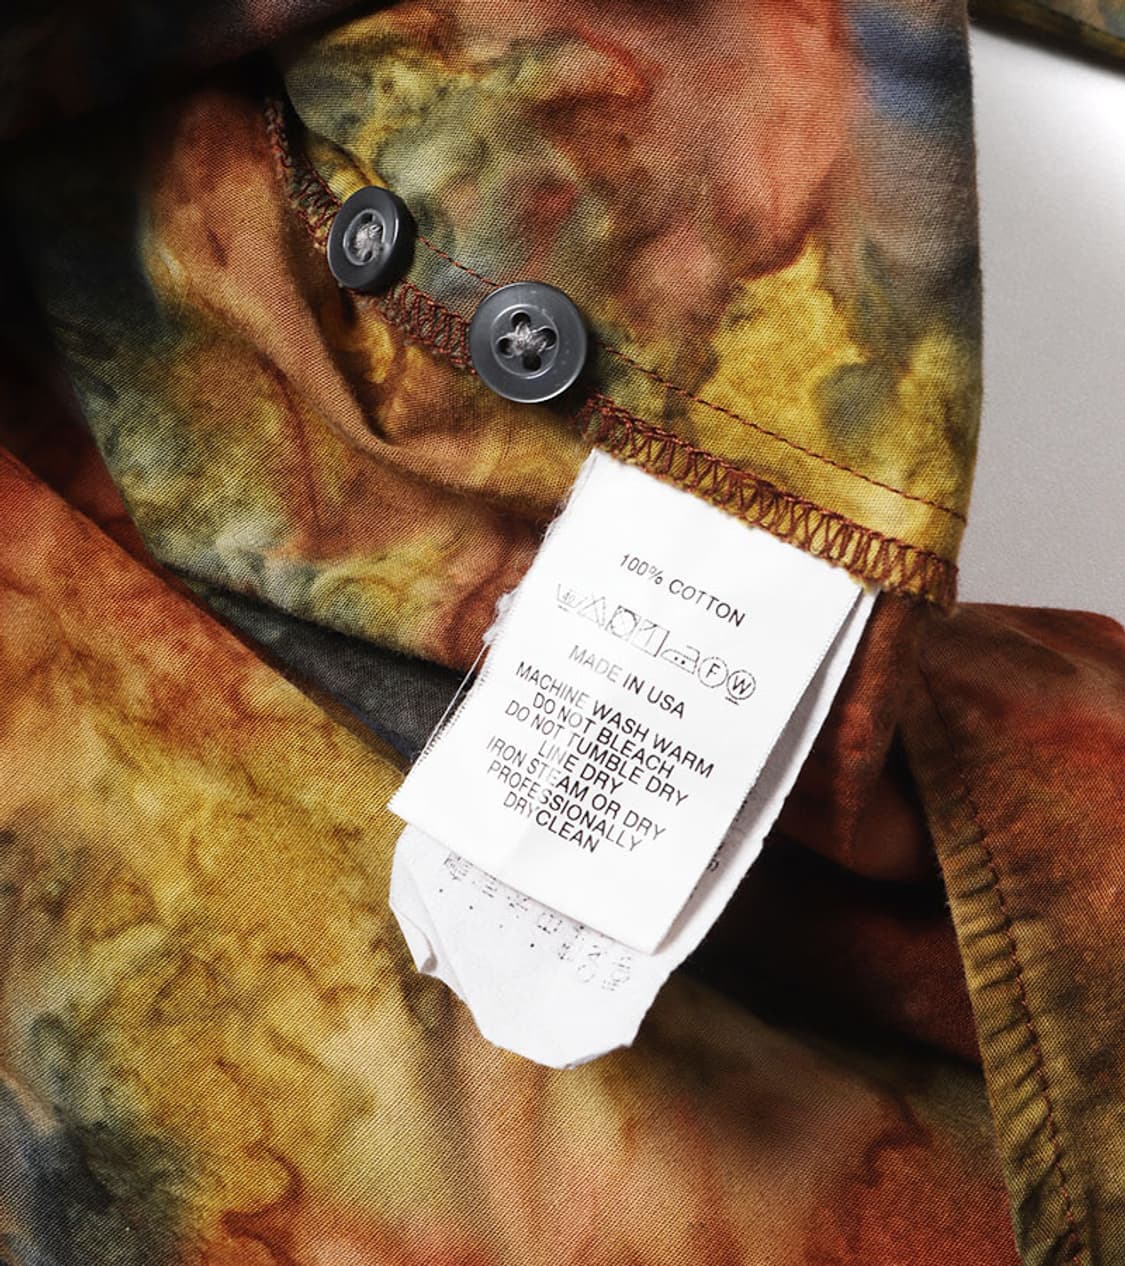 100% COTTON
F W
MADE IN USA
MACHINE WASH WARM
DO NOT BLEACH
DO NOT TUMBLE DRY
LINE DRY
IRON STEAM OR DRY
PROFESSIONALLY
DRYCLEAN